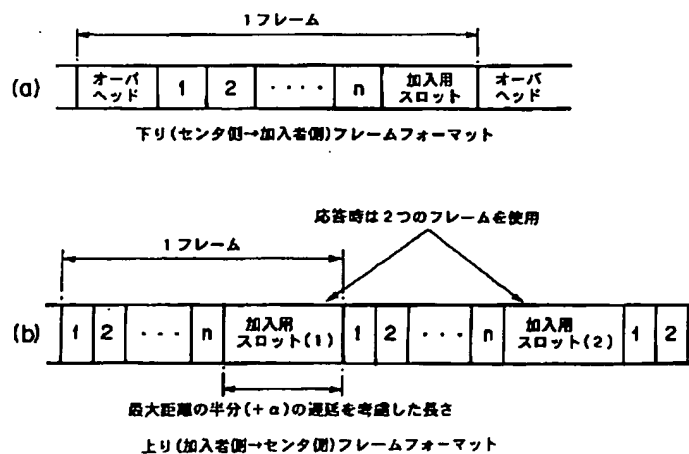 1フレーム
(a)
オーバヘッド 1 2 ‥‥ n 加入用スロット オーバヘッド
下り(センタ側→加入者側)フレームフォーマット
応答時は2つのフレームを使用
1フレーム
(b)
1 2 ··· n 加入用スロット(1) 1 2 ··· n 加入用スロット(2) 1 2
最大距離の半分(+α)の遅延を考慮した長さ
上り(加入者側→センタ側)フレームフォーマット